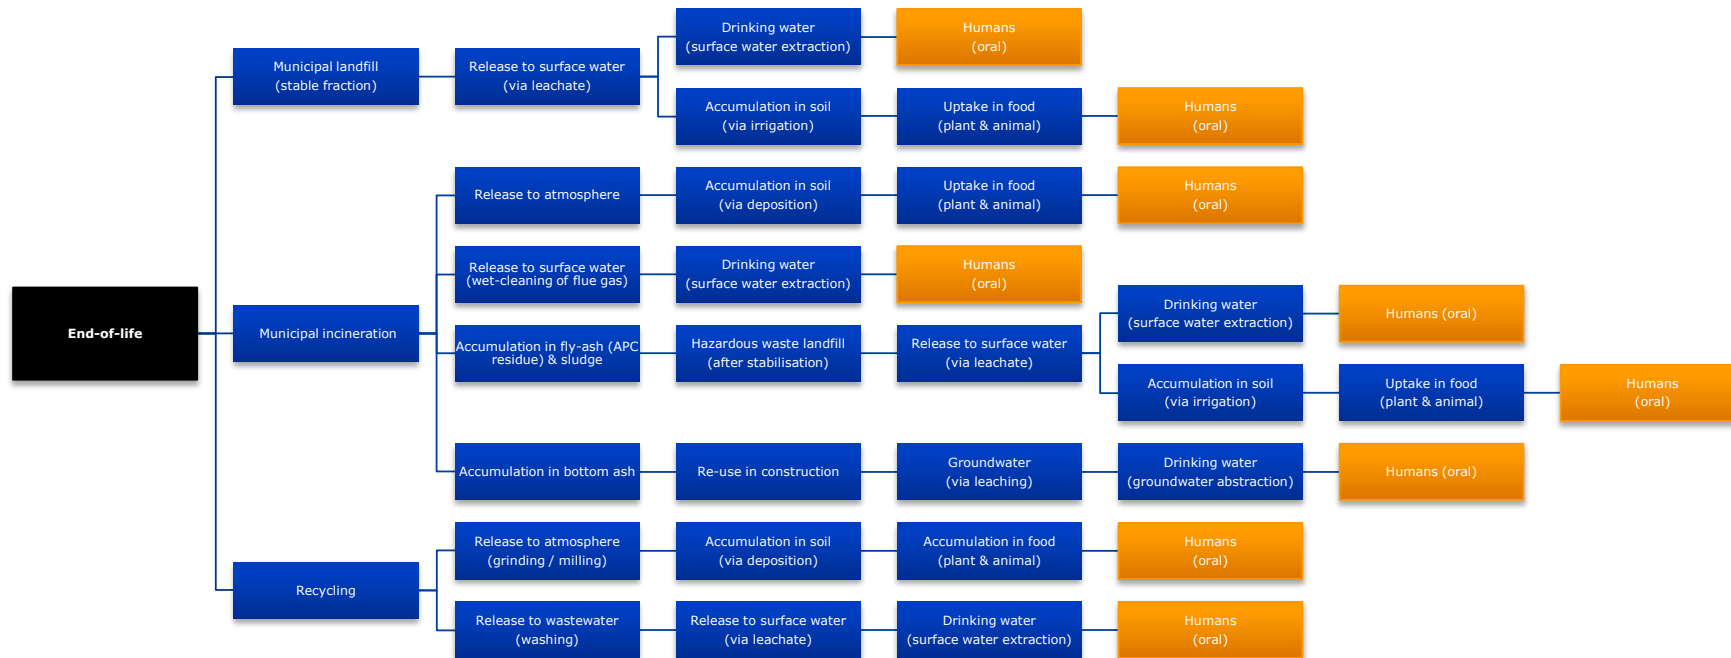 End-of-life
Municipal landfill
(stable fraction)
Release to surface water
(via leachate)
Drinking water
(surface water extraction)
Humans
(oral)
Accumulation in soil
(via irrigation)
Uptake in food
(plant & animal)
Humans
(oral)
Municipal incineration
Release to atmosphere
Accumulation in soil
(via deposition)
Uptake in food
(plant & animal)
Humans
(oral)
Release to surface water
(wet-cleaning of flue gas)
Drinking water
(surface water extraction)
Humans
(oral)
Accumulation in fly-ash (APC
residue) & sludge
Hazardous waste landfill
(after stabilisation)
Release to surface water
(via leachate)
Drinking water
(surface water extraction)
Humans (oral)
Accumulation in soil
(via irrigation)
Uptake in food
(plant & animal)
Humans
(oral)
Accumulation in bottom ash
Re-use in construction
Groundwater
(via leaching)
Drinking water
(groundwater abstraction)
Humans (oral)
Recycling
Release to atmosphere
(grinding / milling)
Accumulation in soil
(via deposition)
Accumulation in food
(plant & animal)
Humans
(oral)
Release to wastewater
(washing)
Release to surface water
(via leachate)
Drinking water
(surface water extraction)
Humans
(oral)